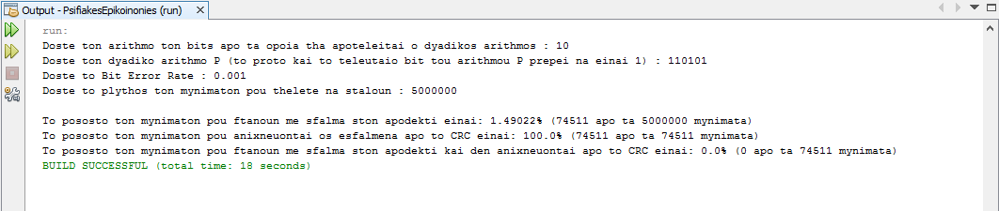 Output - PsifiakesEpikoinonies (run)
run:
Doste ton arithmo ton bits apo ta opoia tha apoteleitai o dyadikos arithmos : 10
Doste ton dyadiko arithmo P (to proto kai to teleutaio bit tou arithmou P prepei na einai 1) : 110101
Doste to Bit Error Rate : 0.001
Doste to plythos ton mynimaton pou thelete na staloun : 5000000
To pososto ton mynimaton pou ftanoun me sfalma ston apodekti einai: 1.49022% (74511 apo ta 5000000 mynimata)
To pososto ton mynimaton pou anixneuontai os esfalmena apo to CRC einai: 100.0% (74511 apo ta 74511 mynimata)
To pososto ton mynimaton pou ftanoun me sfalma ston apodekti kai den anixneuontai apo to CRC einai: 0.0% (0 apo ta 74511 mynimata)
BUILD SUCCESSFUL (total time: 18 seconds)